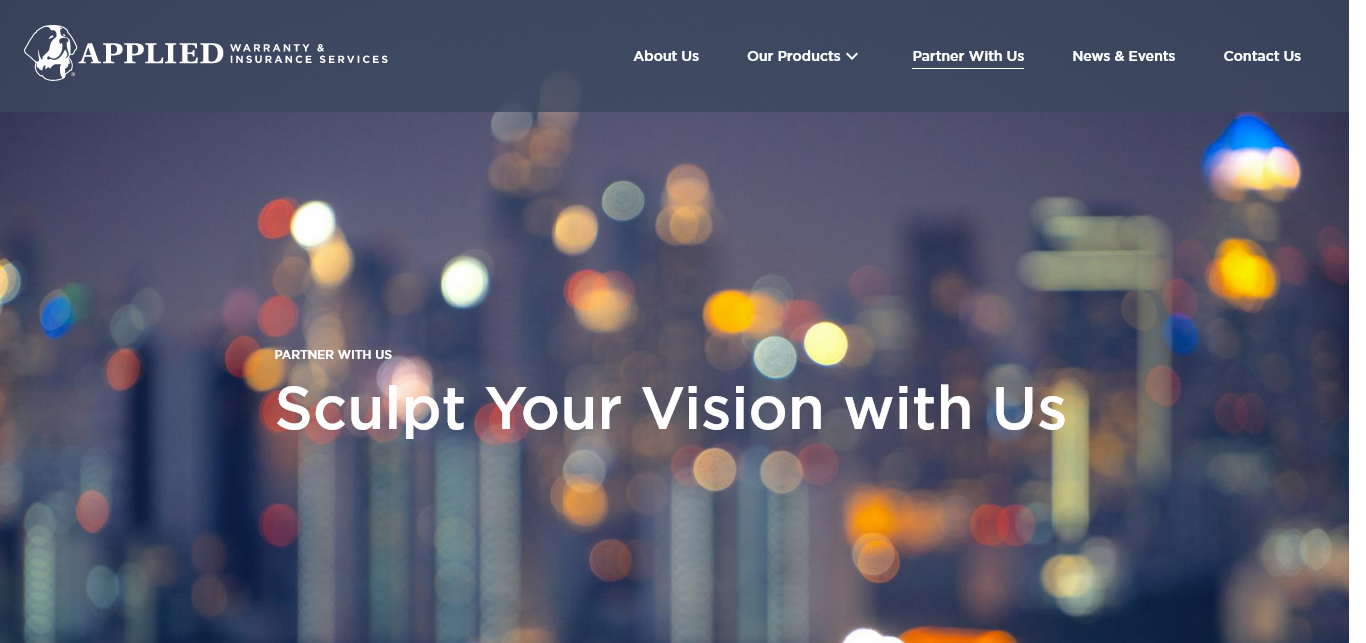 APPLIED
WARRANTY &
INSURANCE SERVICES
About Us
Our Products
Partner With Us
News & Events
Contact Us
PARTNER WITH US
Sculpt Your Vision with Us